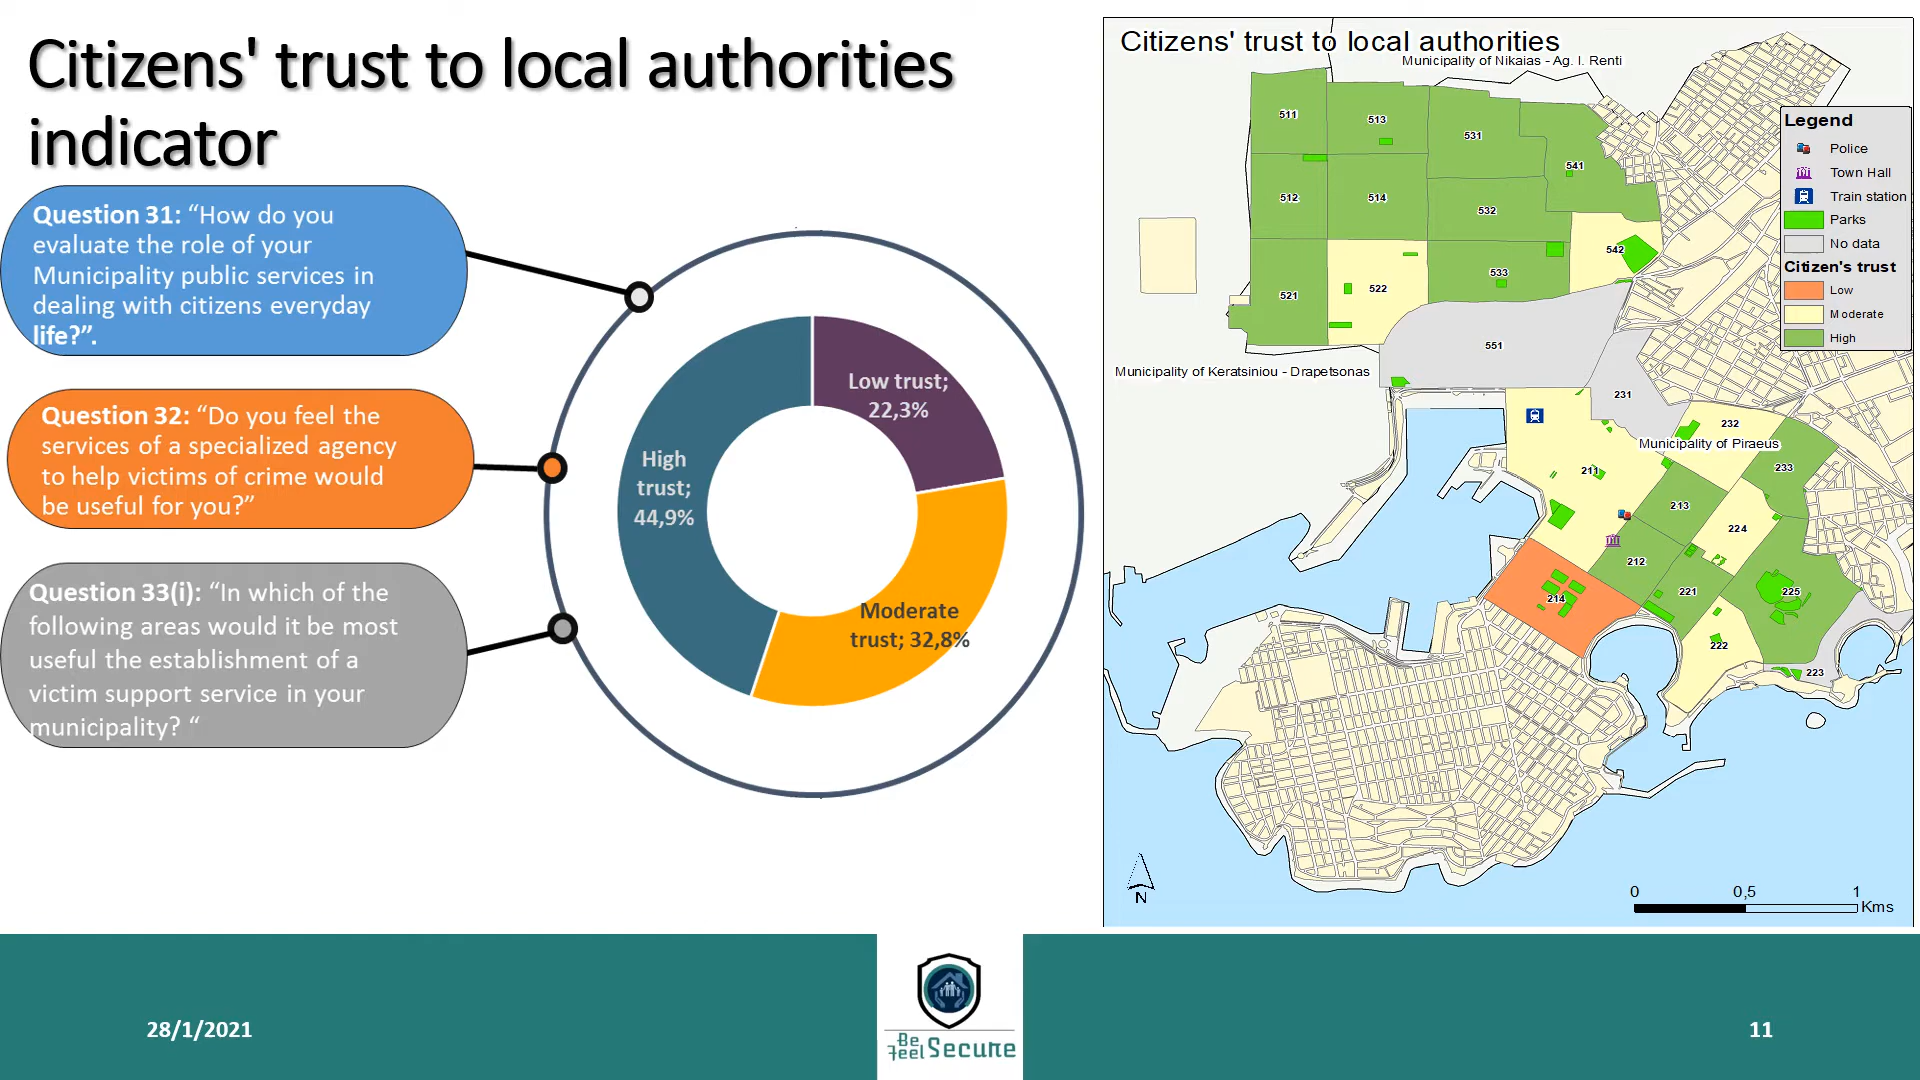 Citizens' trust to local authorities
indicator
Question 31: “How do you
evaluate the role of your
Municipality public services in
dealing with citizens everyday
life?”.
Question 32: “Do you feel the
services of a specialized agency
to help victims of crime would
be useful for you?”
Question 33(i): “In which of the
following areas would it be most
useful the establishment of a
victim support service in your
municipality? “
Low trust;
22,3%
High
trust;
44,9%
Moderate
trust; 32,8%
Citizens' trust to local authorities
Municipality of Nikaias - Ag. I. Renti
511
513
531
541
512
514
532
542
533
521
522
551
Municipality of Keratsiniou - Drapetsonas
231
232
Municipality of Piraeus
211
233
213
224
212
214
221
225
222
223
Legend
Police
Town Hall
Train station
Parks
No data
Citizen's trust
Low
Moderate
High
N
0 0,5 1
Kms
28/1/2021
Be
feel Secure
11